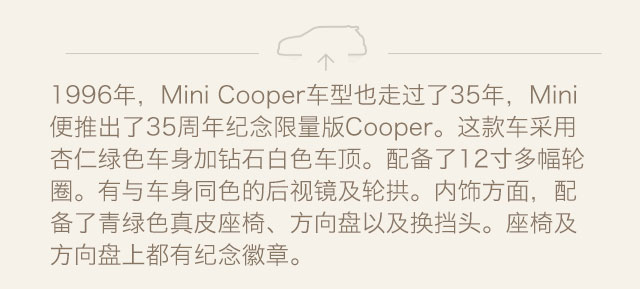 1996年，Mini Cooper车型也走过了35年，Mini
便推出了35周年纪念限量版Cooper。这款车采用
杏仁绿色车身加钻石白色车顶。配备了12寸多幅轮
圈。有与车身同色的后视镜及轮拱。内饰方面，配
备了青绿色真皮座椅、方向盘以及换挡头。座椅及
方向盘上都有纪念徽章。